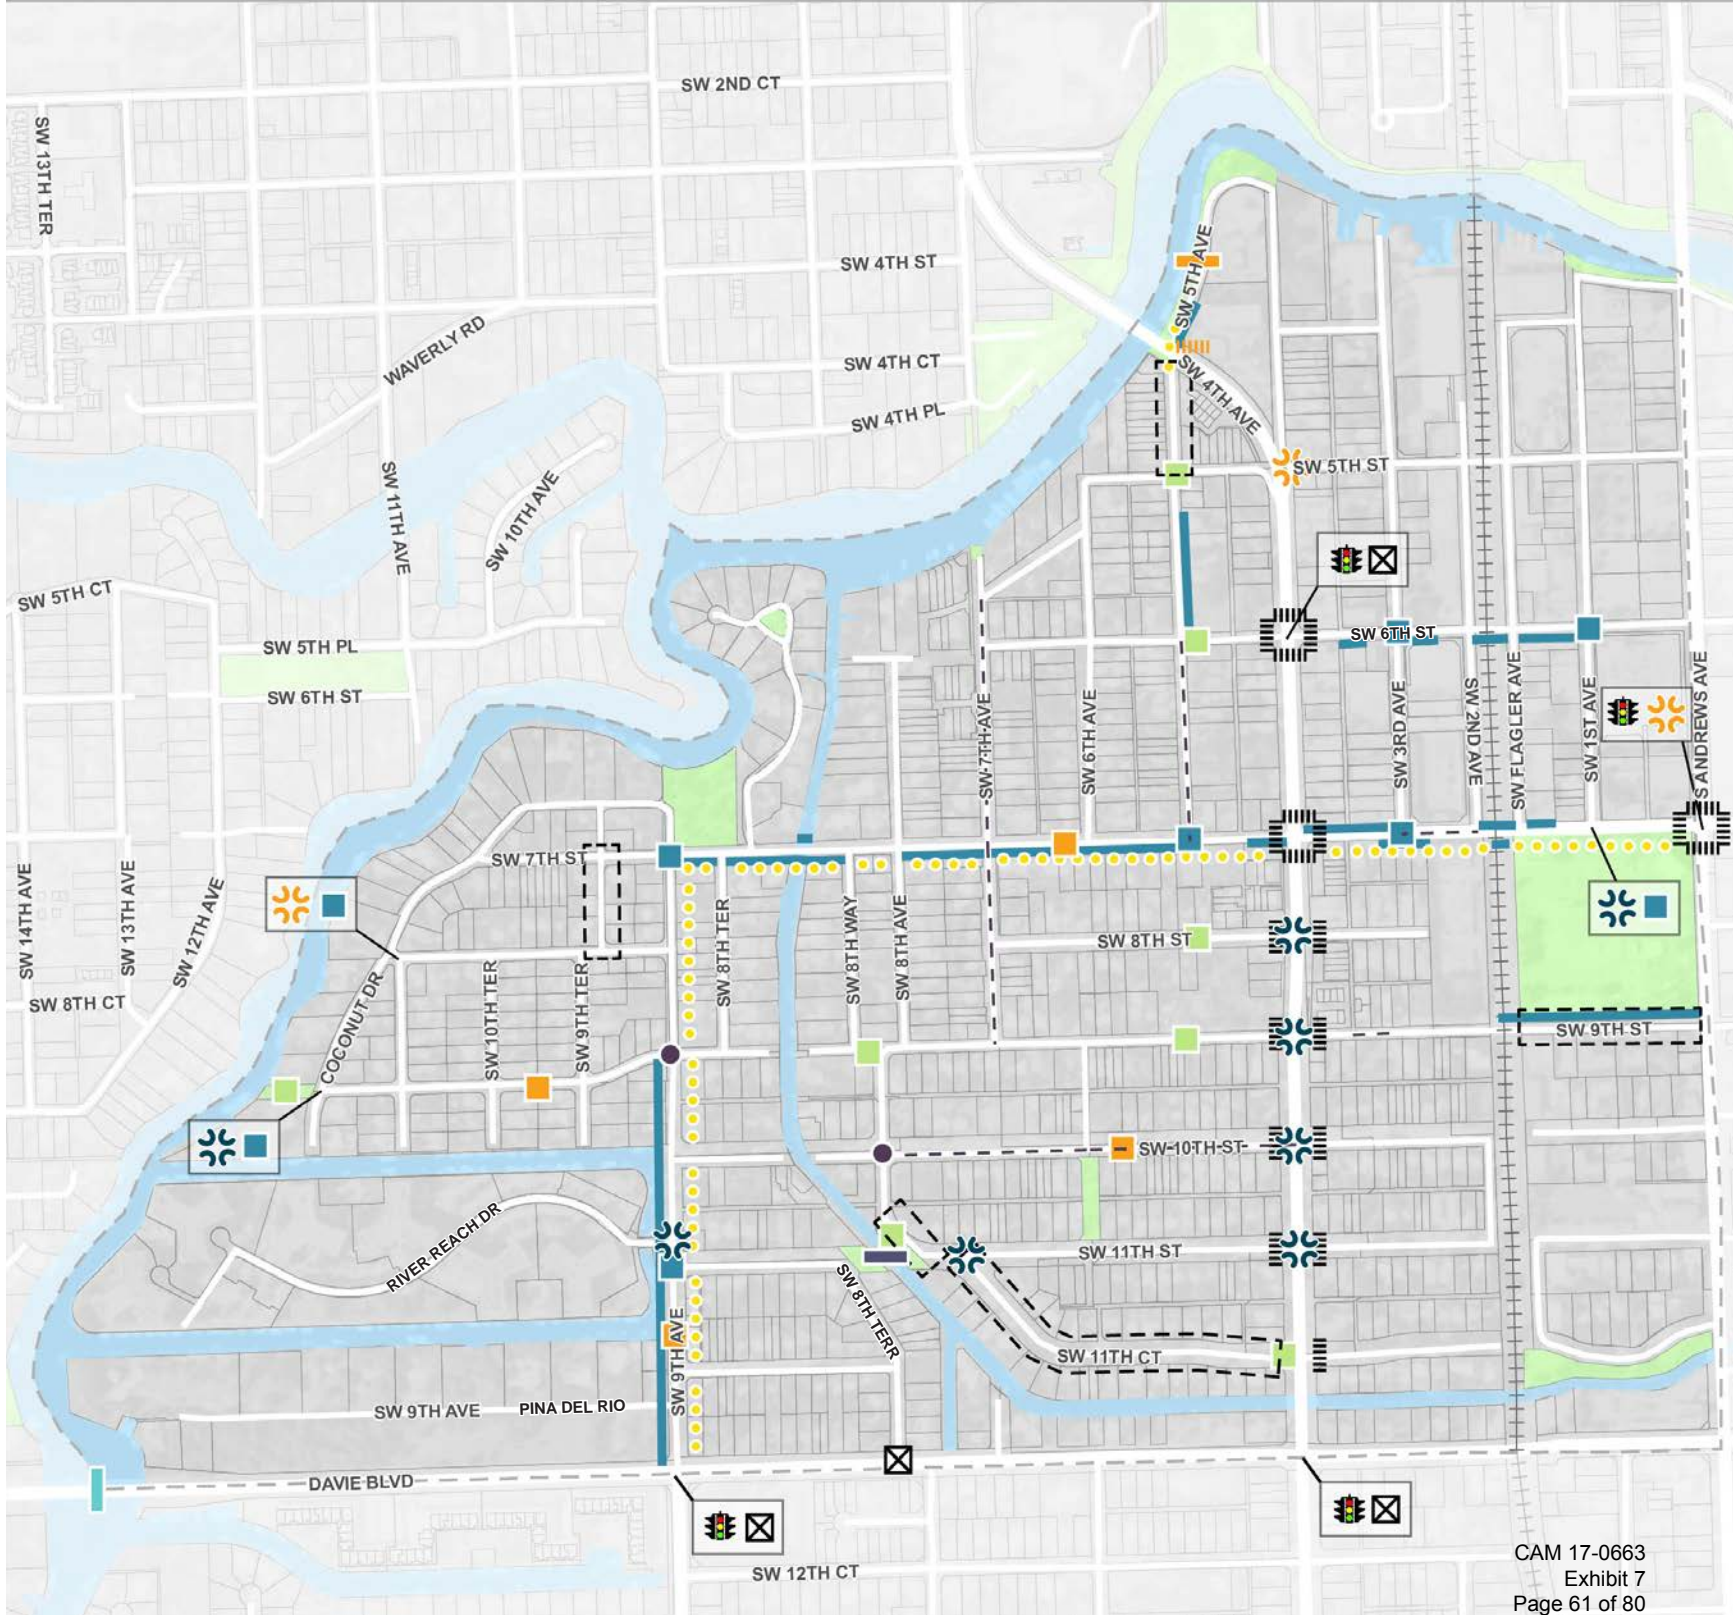 SW 2ND CT
SW 13TH TER
SW 4TH ST
SW 5TH AVE
WAVERLY RD
SW 4TH CT
SW 4TH AVE
SW 4TH PL
SW 5TH ST
SW 11TH AVE
SW 10TH AVE
SW 5TH CT
SW 5TH PL
SW 6TH ST
SW 6TH ST
SW 7TH AVE
SW 6TH AVE
SW 3RD AVE
SW 2ND AVE
SW FLAGLER AVE
SW 1ST AVE
S ANDREWS AVE
SW 7TH ST
SW 14TH AVE
SW 13TH AVE
SW 12TH AVE
SW 8TH TER
SW 8TH WAY
SW 8TH AVE
SW 8TH ST
SW 8TH CT
COCONUT DR
SW 10TH TER
SW 9TH TER
SW 9TH ST
SW 10TH ST
RIVER REACH DR
SW 11TH ST
SW 8TH TERR
SW 9TH AVE
SW 11TH CT
SW 9TH AVE
PINA DEL RIO
DAVIE BLVD
SW 12TH CT
CAM 17-0663
Exhibit 7
Page 61 of 80